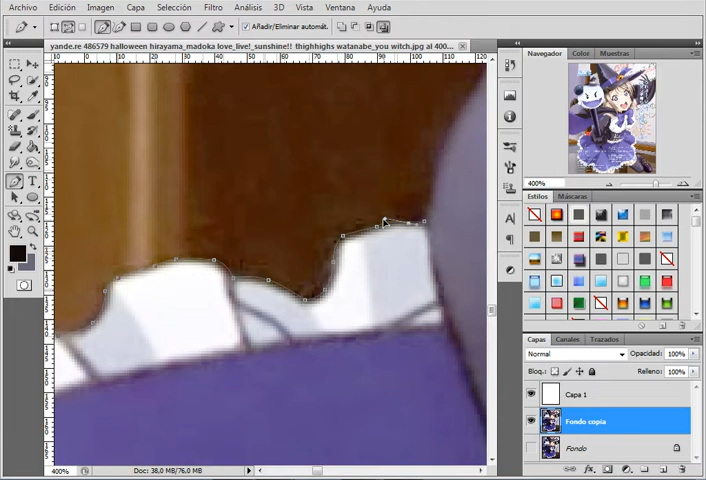 Archivo Edición Imagen Capa Selección Filtro Análisis 3D Vista Ventana Ayuda
Añadir/Eliminar automát.
yande.re 486579 halloween hirayama_madoka love_live!_sunshine!! thighhighs watanabe_you witch.jpg al 400...
Navegador Color Muestras
400%
Estilos Máscaras
Capas Canales Trazados
Normal Opacidad: 100%
Bloq.: Relleno: 100%
Capa 1
Fondo copia
Fondo
400% Doc: 38,0 MB/76,0 MB